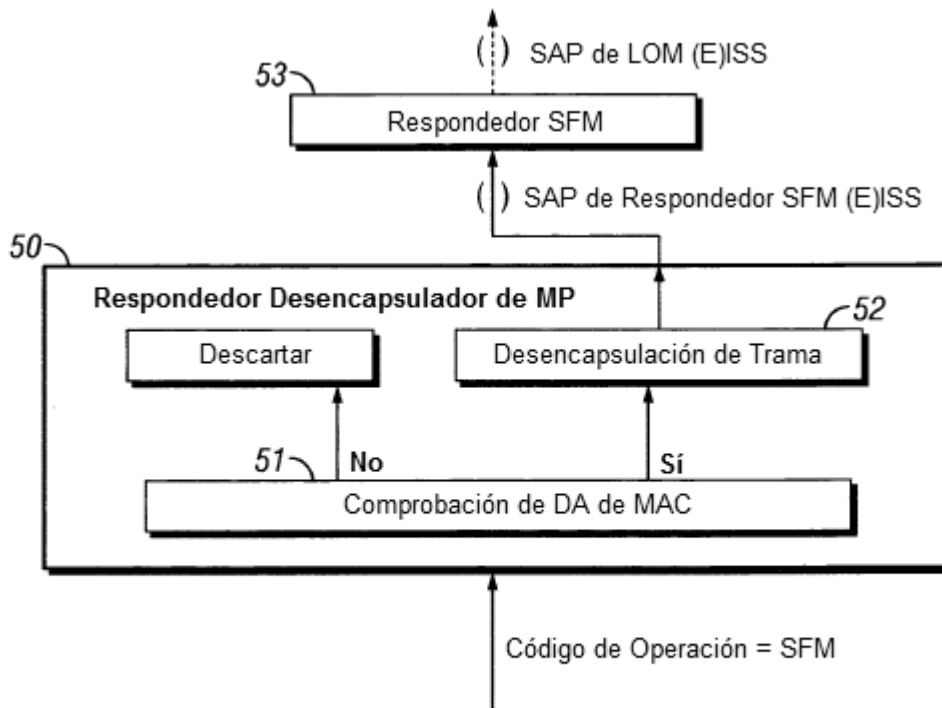 ( ) SAP de LOM (E)ISS
53
Respondedor SFM
( ) SAP de Respondedor SFM (E)ISS
50
Respondedor Desencapsulador de MP
52
Descartar
Desencapsulación de Trama
51
No
Sí
Comprobación de DA de MAC
Código de Operación = SFM